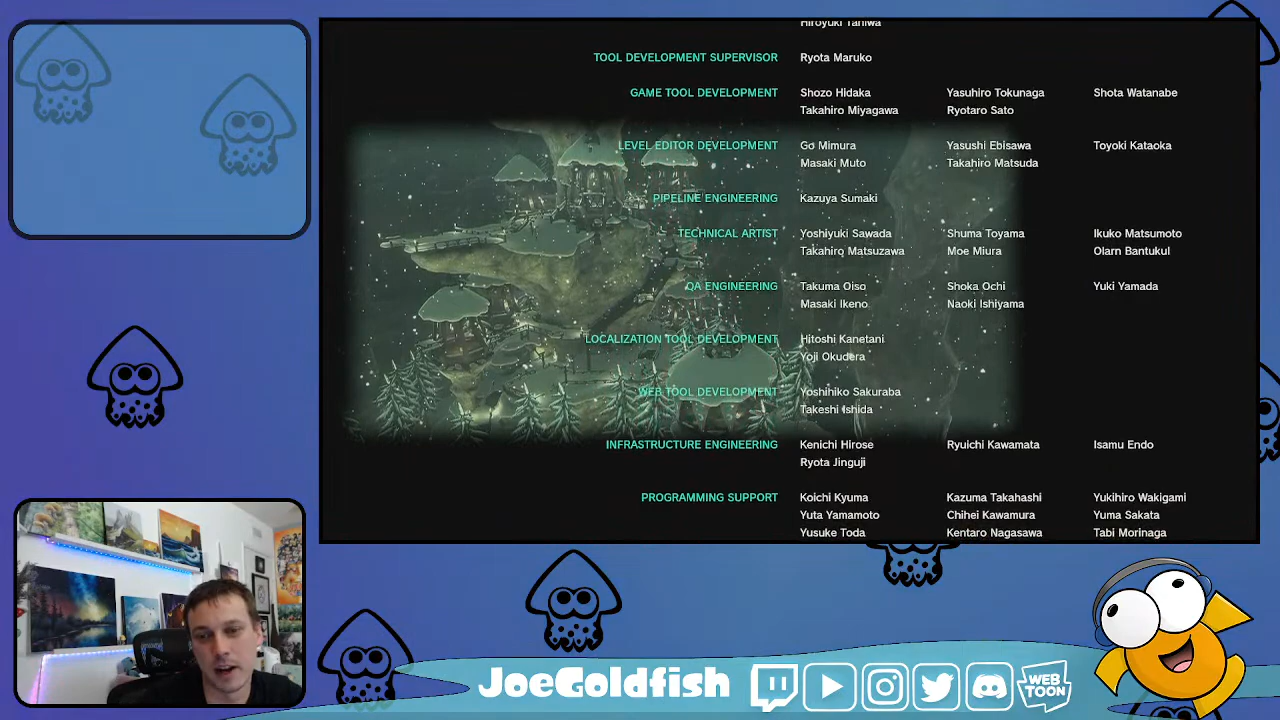 Hiroyuki Taniwa
TOOL DEVELOPMENT SUPERVISOR Ryota Maruko
GAME TOOL DEVELOPMENT Shozo Hidaka Yasuhiro Tokunaga Shota Watanabe
Takahiro Miyagawa Ryotaro Sato
LEVEL EDITOR DEVELOPMENT Go Mimura Yasushi Ebisawa Toyoki Kataoka
Masaki Muto Takahiro Matsuda
PIPELINE ENGINEERING Kazuya Sumaki
TECHNICAL ARTIST Yoshiyuki Sawada Shuma Toyama Ikuko Matsumoto
Takahiro Matsuzawa Moe Miura Olarn Bantukul
QA ENGINEERING Takuma Oiso Shoka Ochi Yuki Yamada
Masaki Ikeno Naoki Ishiyama
LOCALIZATION TOOL DEVELOPMENT Hitoshi Kanetani
Yoji Okudera
WEB TOOL DEVELOPMENT Yoshihiko Sakuraba
Takeshi Ishida
INFRASTRUCTURE ENGINEERING Kenichi Hirose Ryuichi Kawamata Isamu Endo
Ryota Jinguji
PROGRAMMING SUPPORT Koichi Kyuma Kazuma Takahashi Yukihiro Wakigami
Yuta Yamamoto Chihei Kawamura Yuma Sakata
Yusuke Toda Kentaro Nagasawa Tabi Morinaga
JoeGoldfish
WEB
TOON